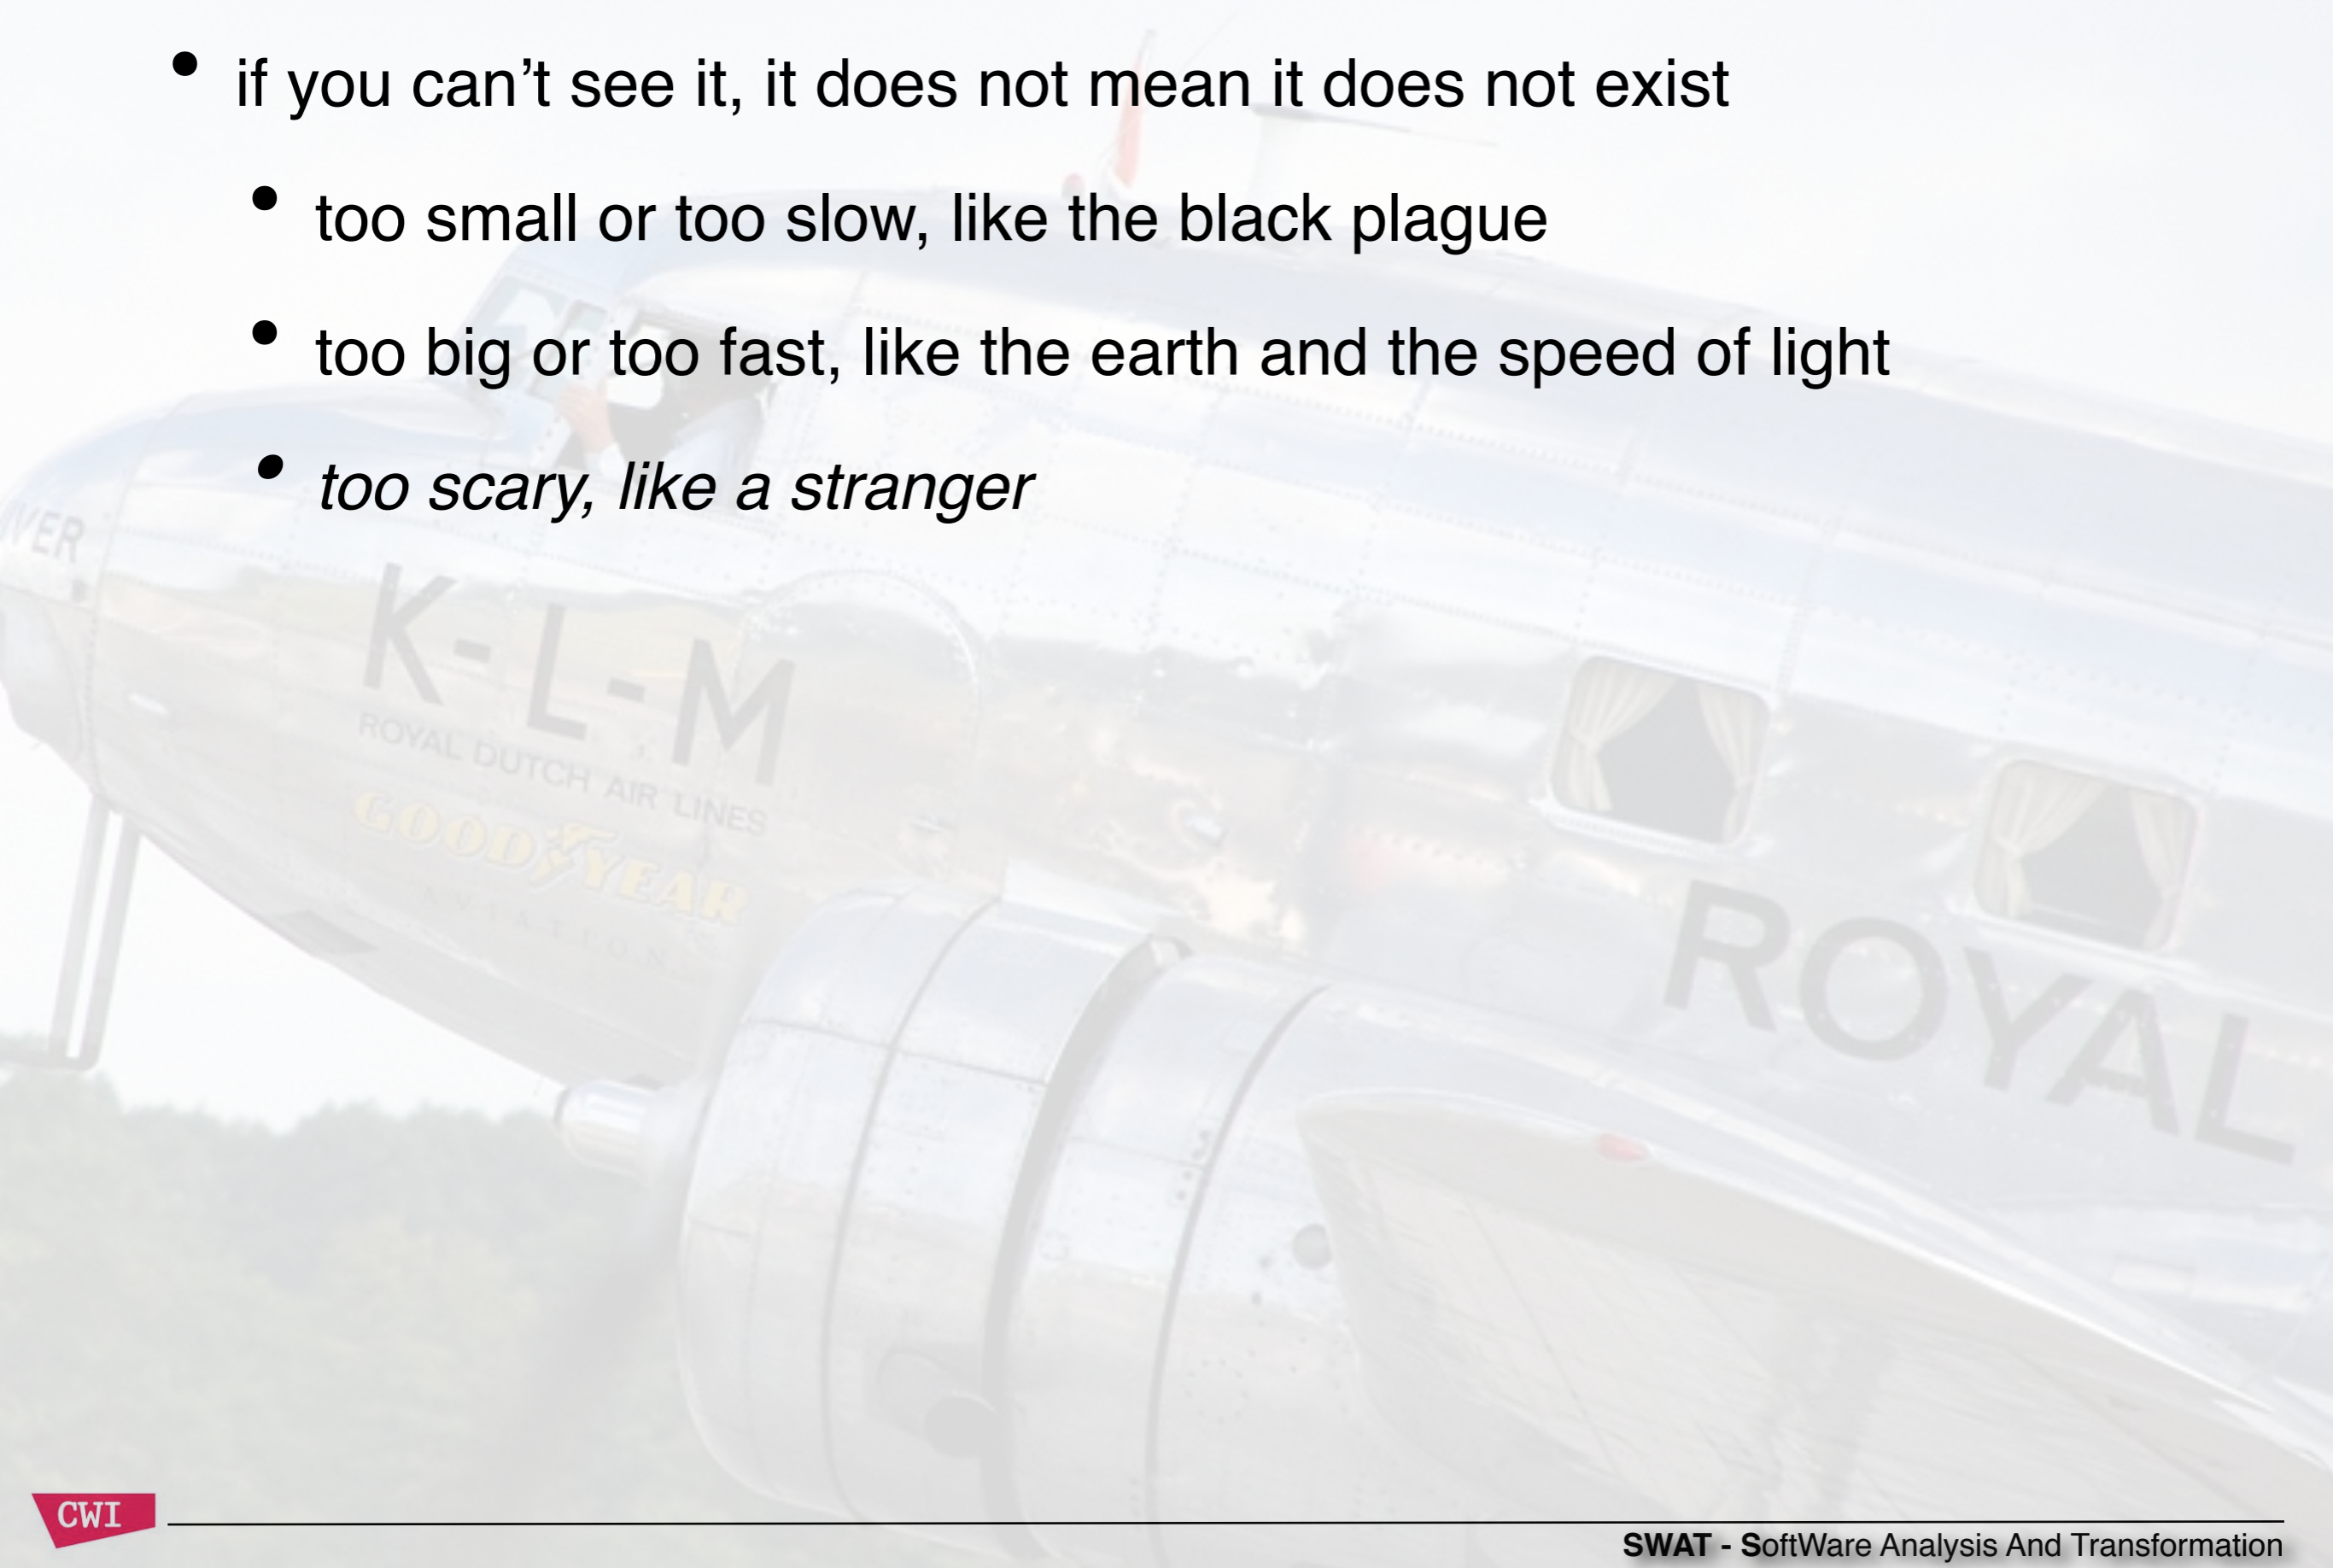 • if you can’t see it, it does not mean it does not exist
• too small or too slow, like the black plague
• too big or too fast, like the earth and the speed of light
• too scary, like a stranger
VER
K-L-M
ROYAL DUTCH AIR LINES
GOODYEAR
AVIATION
ROYAL
CWI
SWAT - SoftWare Analysis And Transformation